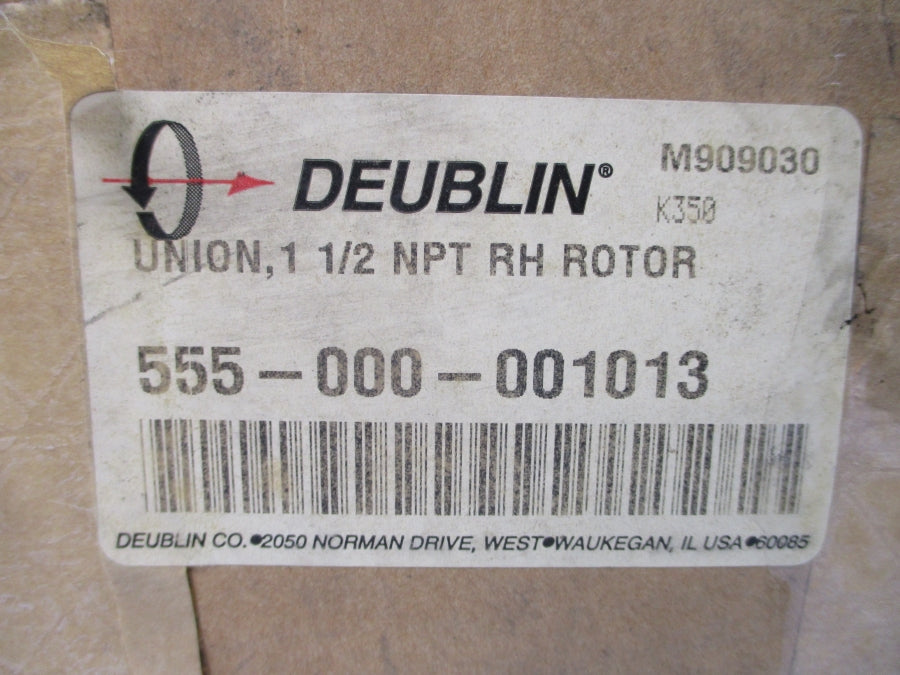 DEUBLIN® M909030
K350
UNION,1 1/2 NPT RH ROTOR
555-000-001013
DEUBLIN CO.●2050 NORMAN DRIVE, WEST●WAUKEGAN, IL USA●60085